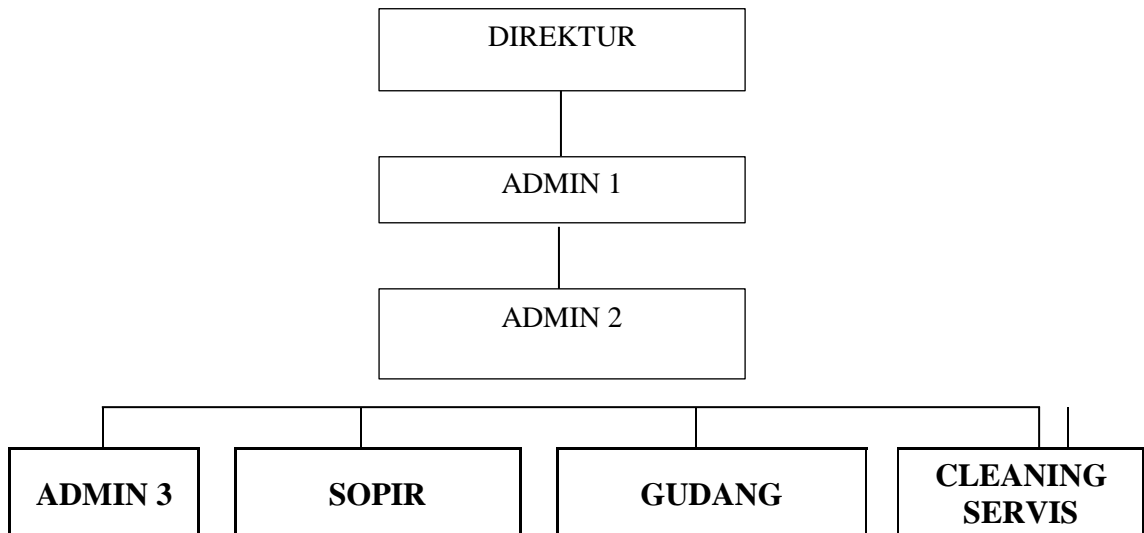 DIREKTUR
ADMIN 1
ADMIN 2
ADMIN 3
SOPIR
GUDANG
CLEANING
SERVIS